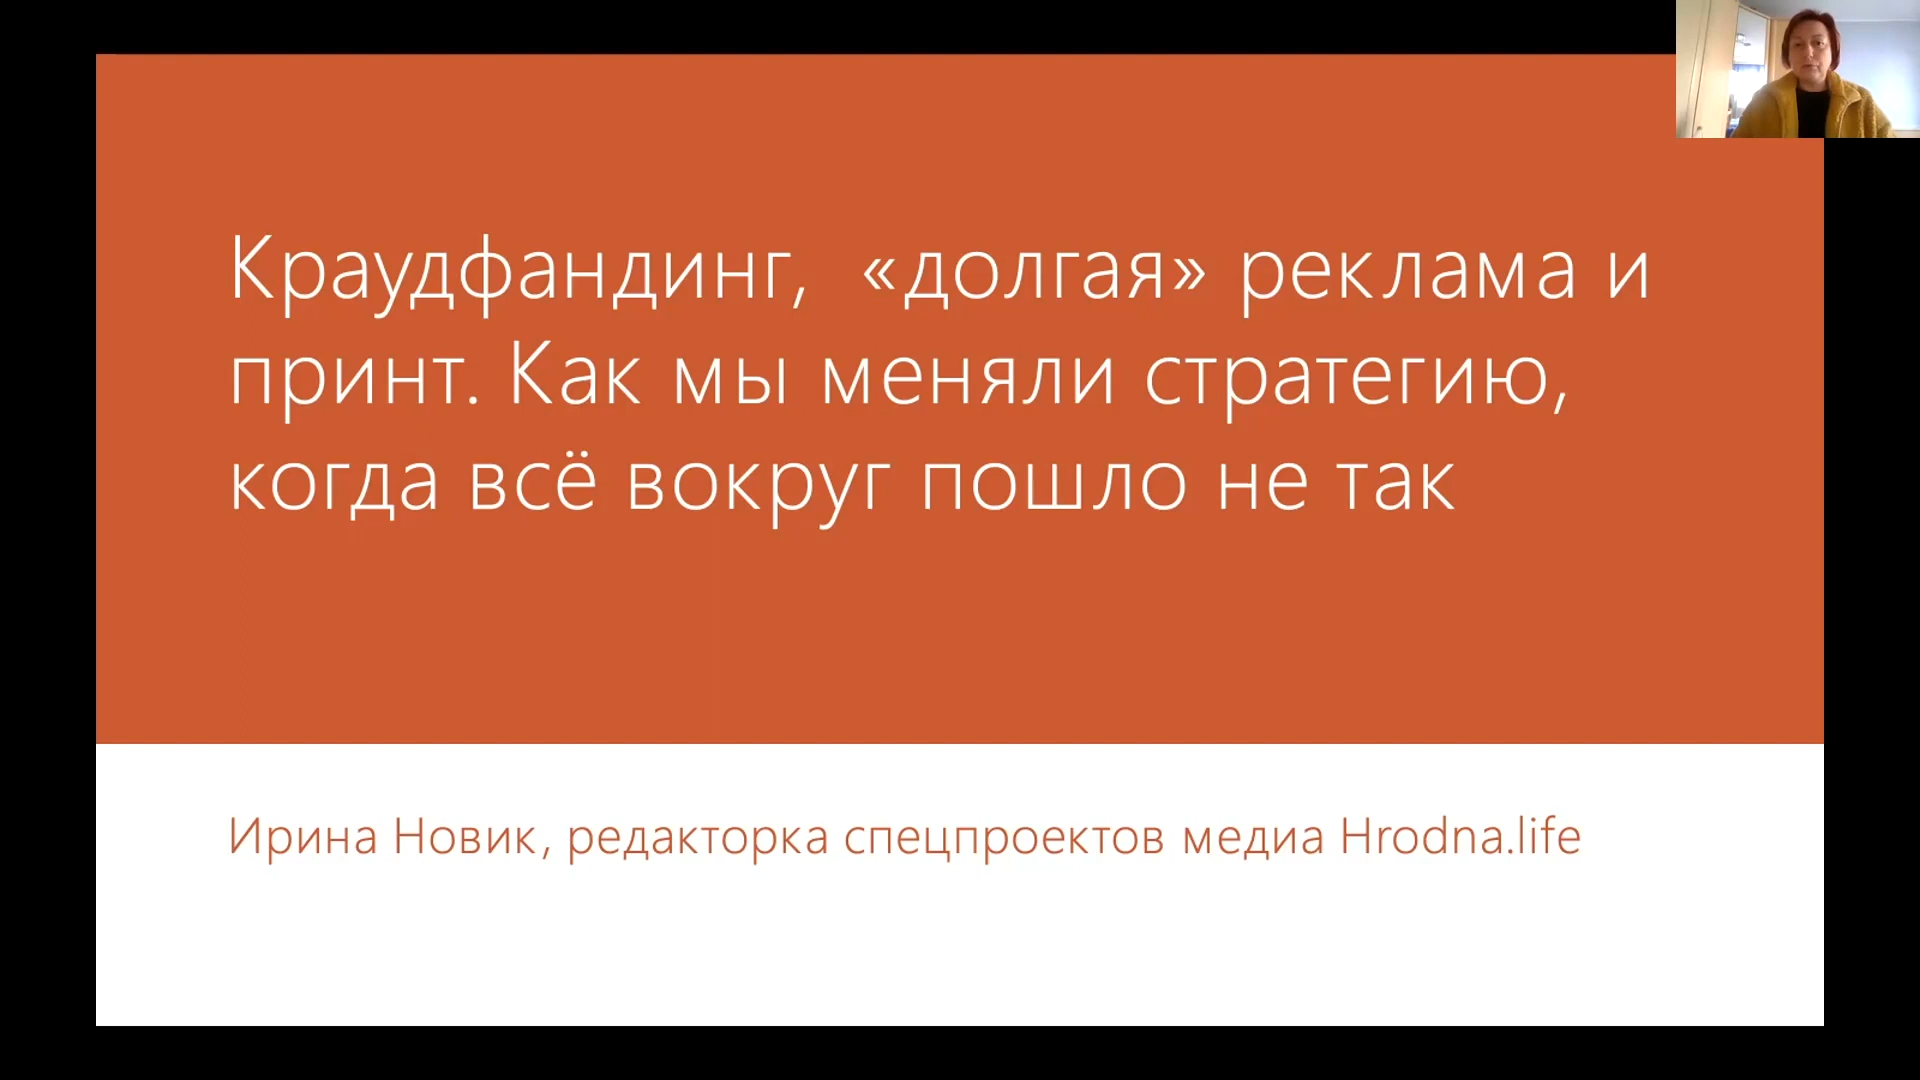 Краудфандинг, «долгая» реклама и
принт. Как мы меняли стратегию,
когда всё вокруг пошло не так
Ирина Новик, редакторка спецпроектов медиа Hrodna.life